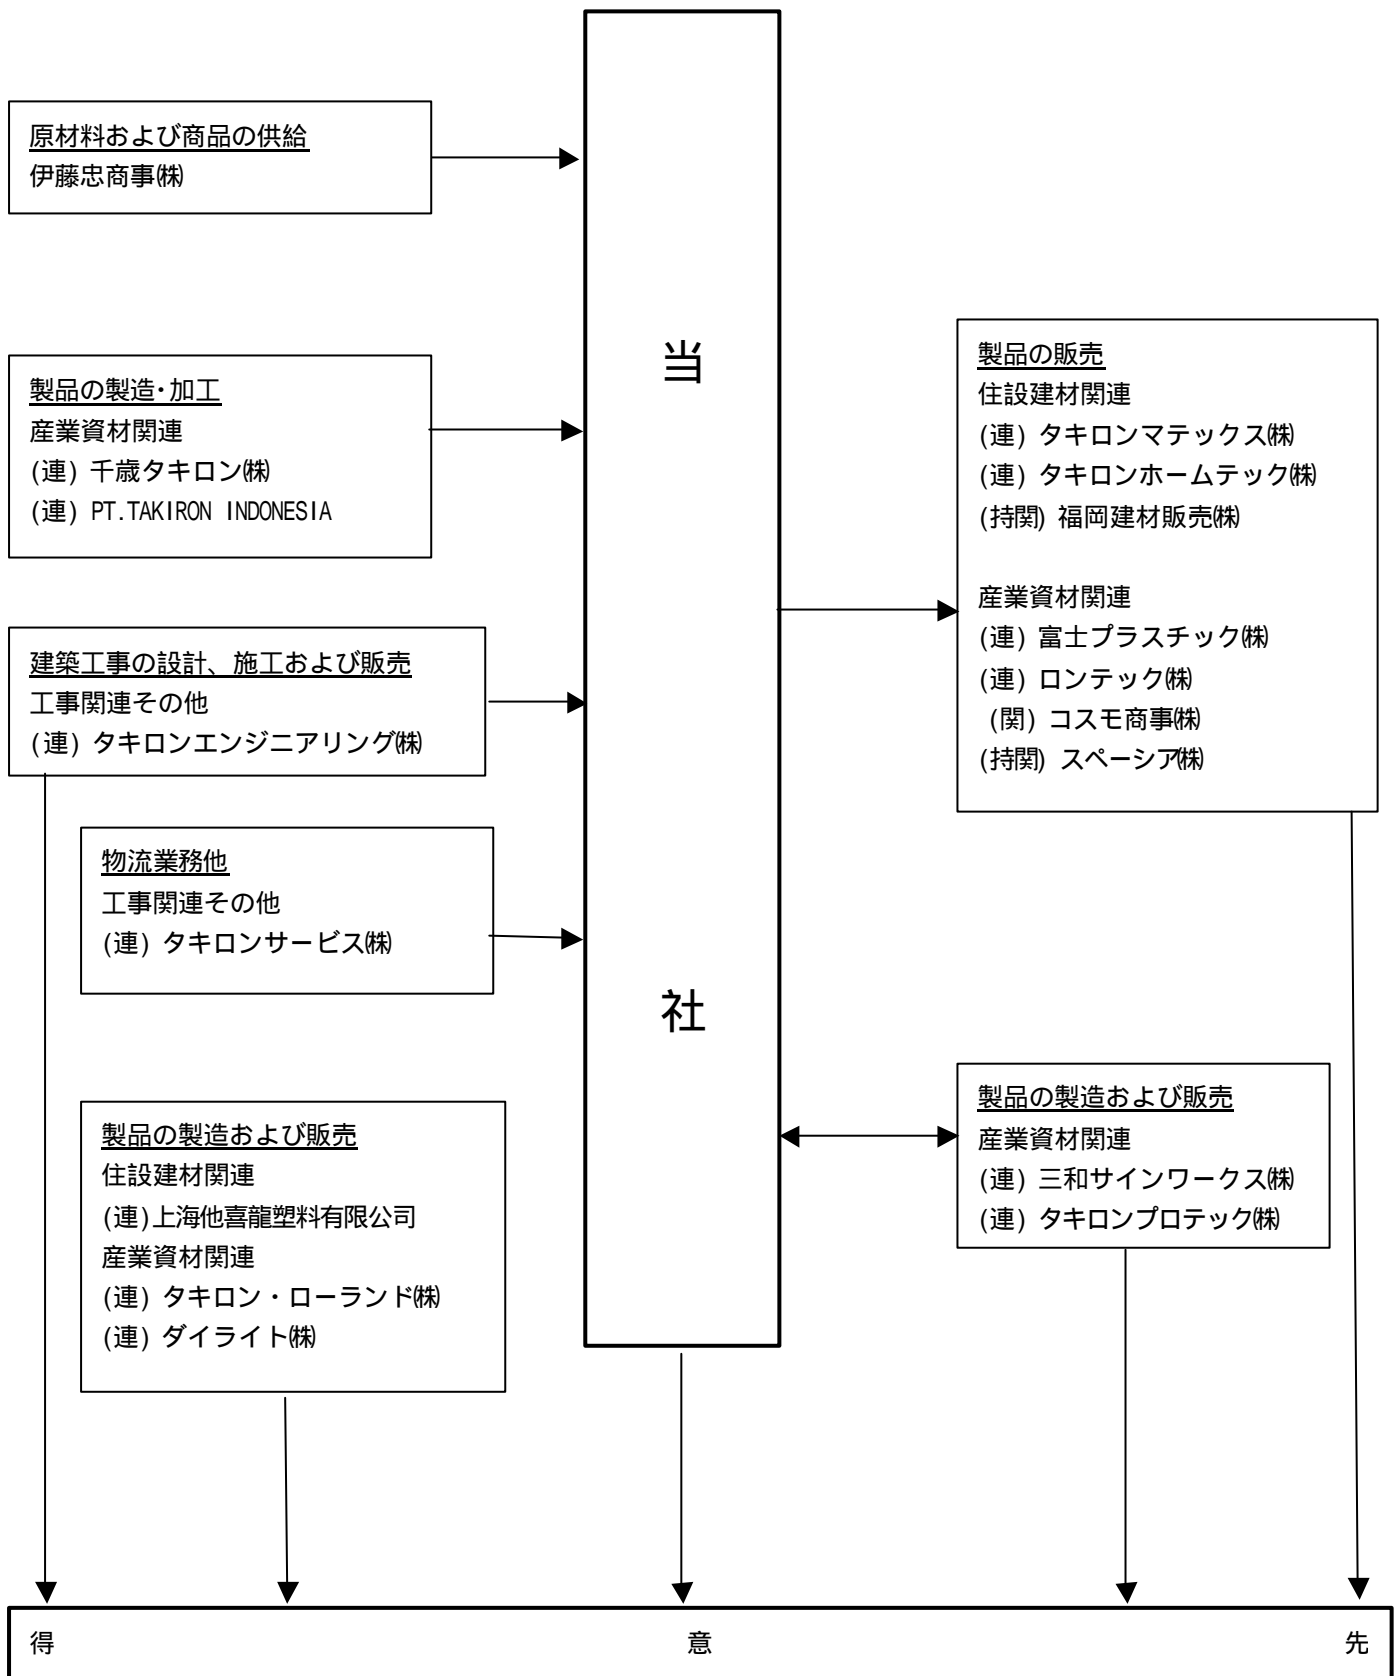 原材料および商品の供給
伊藤忠商事㈱
製品の製造・加工
産業資材関連
(連) 千歳タキロン㈱
(連) PT.TAKIRON INDONESIA
建築工事の設計、施工および販売
工事関連その他
(連) タキロンエンジニアリング㈱
物流業務他
工事関連その他
(連) タキロンサービス㈱
製品の製造および販売
住設建材関連
(連)上海他喜龍塑料有限公司
産業資材関連
(連) タキロン・ローランド㈱
(連) ダイライト㈱
当
社
製品の販売
住設建材関連
(連) タキロンマテックス㈱
(連) タキロンホームテック㈱
(持関) 福岡建材販売㈱
産業資材関連
(連) 富士プラスチック㈱
(連) ロンテック㈱
(関) コスモ商事㈱
(持関) スペーシア㈱
製品の製造および販売
産業資材関連
(連) 三和サインワークス㈱
(連) タキロンプロテック㈱
得 意 先